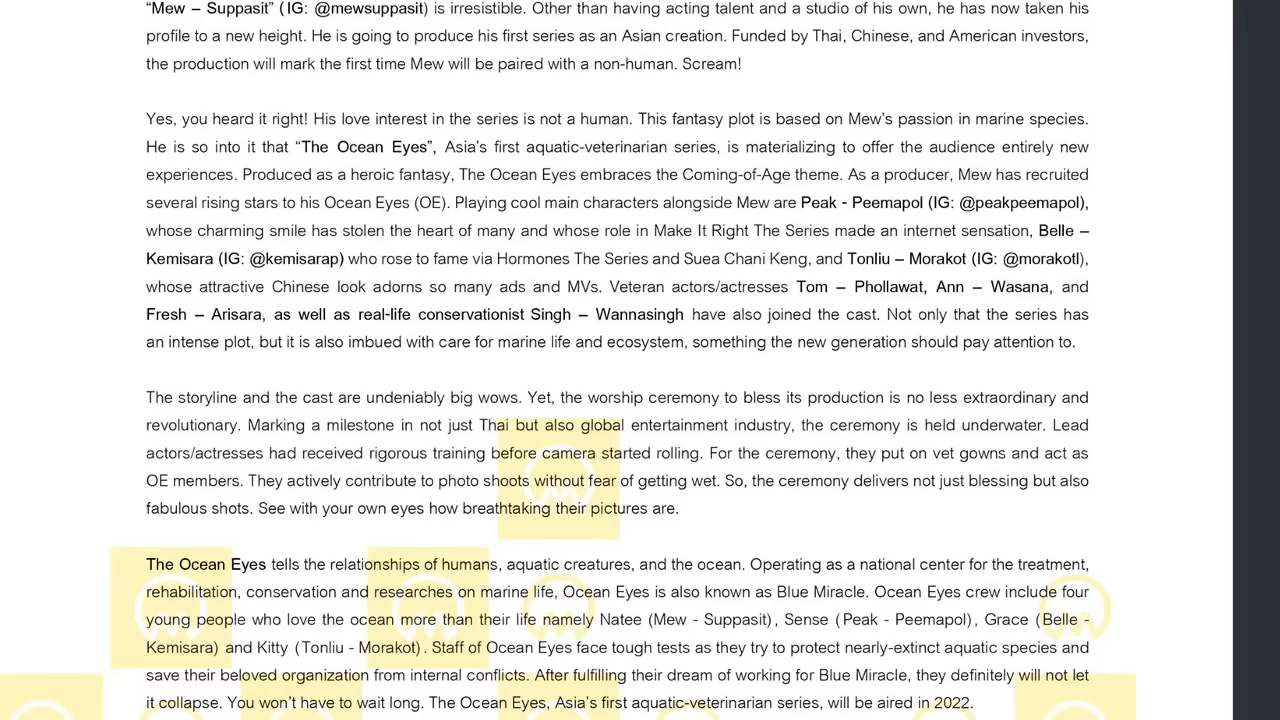 “Mew – Suppasit” (IG: @mewsuppasit) is irresistible. Other than having acting talent and a studio of his own, he has now taken his
profile to a new height. He is going to produce his first series as an Asian creation. Funded by Thai, Chinese, and American investors,
the production will mark the first time Mew will be paired with a non-human. Scream!
Yes, you heard it right! His love interest in the series is not a human. This fantasy plot is based on Mew’s passion in marine species.
He is so into it that “The Ocean Eyes”, Asia’s first aquatic-veterinarian series, is materializing to offer the audience entirely new
experiences. Produced as a heroic fantasy, The Ocean Eyes embraces the Coming-of-Age theme. As a producer, Mew has recruited
several rising stars to his Ocean Eyes (OE). Playing cool main characters alongside Mew are Peak - Peemapol (IG: @peakpeemapol),
whose charming smile has stolen the heart of many and whose role in Make It Right The Series made an internet sensation, Belle –
Kemisara (IG: @kemisarap) who rose to fame via Hormones The Series and Suea Chani Keng, and Tonliu – Morakot (IG: @morakotl),
whose attractive Chinese look adorns so many ads and MVs. Veteran actors/actresses Tom – Phollawat, Ann – Wasana, and
Fresh – Arisara, as well as real-life conservationist Singh – Wannasingh have also joined the cast. Not only that the series has
an intense plot, but it is also imbued with care for marine life and ecosystem, something the new generation should pay attention to.
The storyline and the cast are undeniably big wows. Yet, the worship ceremony to bless its production is no less extraordinary and
revolutionary. Marking a milestone in not just Thai but also global entertainment industry, the ceremony is held underwater. Lead
actors/actresses had received rigorous training before camera started rolling. For the ceremony, they put on vet gowns and act as
OE members. They actively contribute to photo shoots without fear of getting wet. So, the ceremony delivers not just blessing but also
fabulous shots. See with your own eyes how breathtaking their pictures are.
The Ocean Eyes tells the relationships of humans, aquatic creatures, and the ocean. Operating as a national center for the treatment,
rehabilitation, conservation and researches on marine life, Ocean Eyes is also known as Blue Miracle. Ocean Eyes crew include four
young people who love the ocean more than their life namely Natee (Mew - Suppasit), Sense (Peak - Peemapol), Grace (Belle -
Kemisara) and Kitty (Tonliu - Morakot). Staff of Ocean Eyes face tough tests as they try to protect nearly-extinct aquatic species and
save their beloved organization from internal conflicts. After fulfilling their dream of working for Blue Miracle, they definitely will not let
it collapse. You won’t have to wait long. The Ocean Eyes, Asia’s first aquatic-veterinarian series, will be aired in 2022.